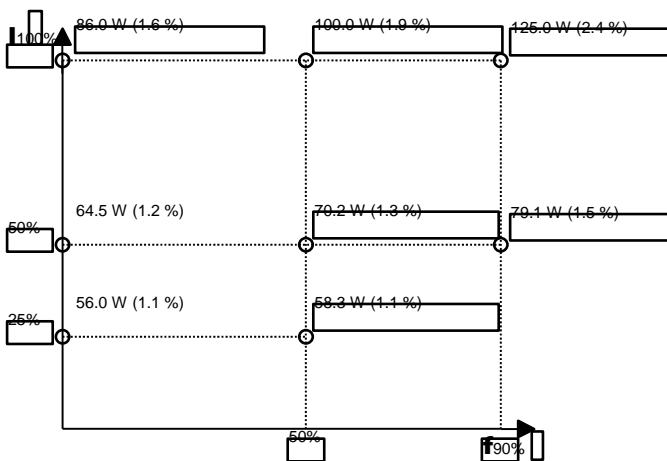 I
100%
86.0 W (1.6 %)
100.0 W (1.9 %)
125.0 W (2.4 %)
50%
64.5 W (1.2 %)
70.2 W (1.3 %)
79.1 W (1.5 %)
25%
56.0 W (1.1 %)
58.3 W (1.1 %)
50%
f
90%